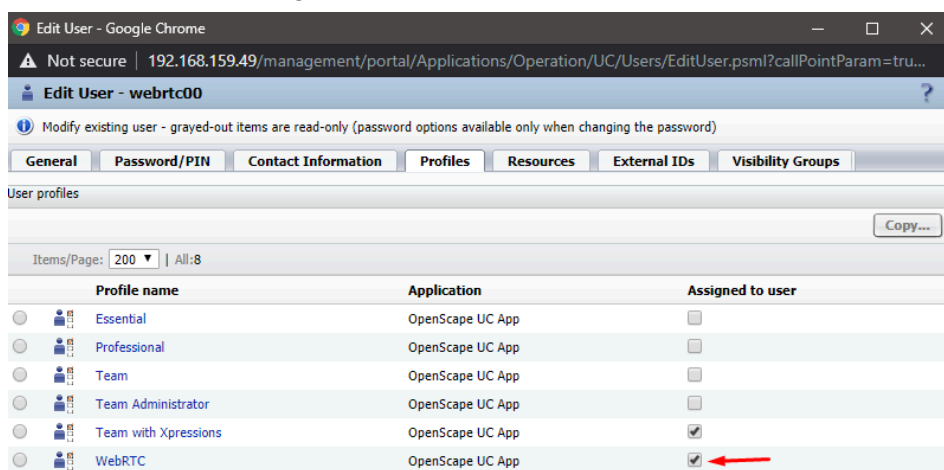 Edit User - Google Chrome
Not secure | 192.168.159.49/management/portal/Applications/Operation/UC/Users/EditUser.psml?callPointParam=tru...
Edit User - webrtc00 ?
Modify existing user - grayed-out items are read-only (password options available only when changing the password)
General Password/PIN Contact Information Profiles Resources External IDs Visibility Groups
User profiles
Copy...
Items/Page: 200 | All:8
Profile name Application Assigned to user
Essential OpenScape UC App
Professional OpenScape UC App
Team OpenScape UC App
Team Administrator OpenScape UC App
Team with Xpressions OpenScape UC App
WebRTC OpenScape UC App